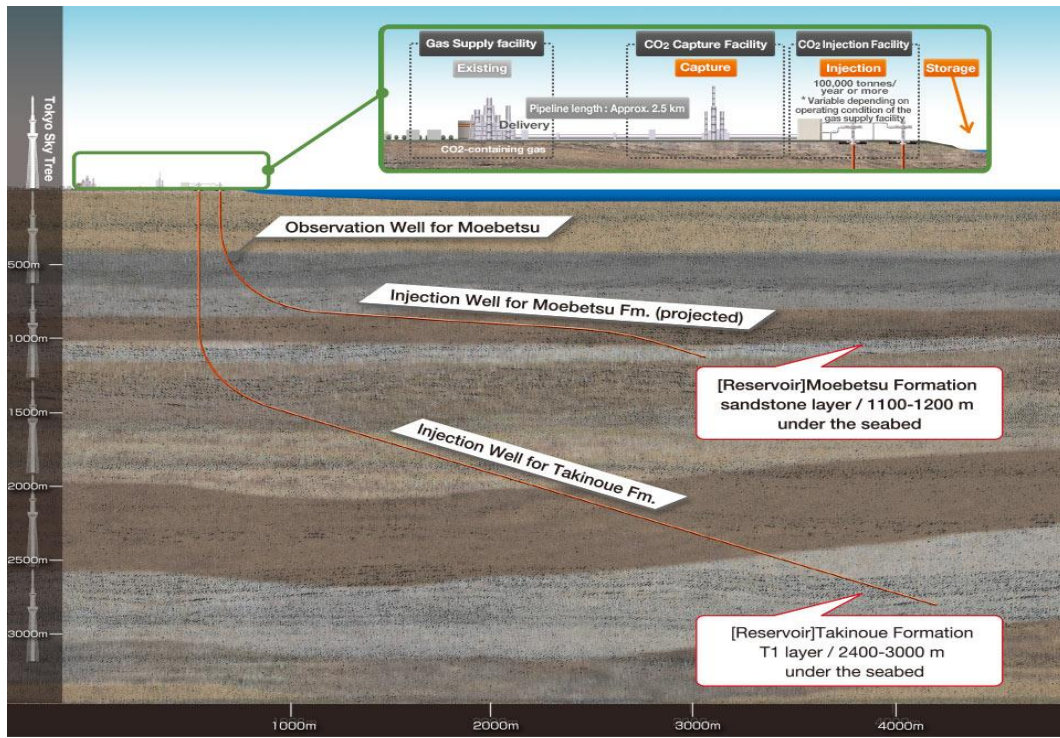 Gas Supply facility
Existing
CO2 Capture Facility
Capture
CO2 Injection Facility
Injection
100,000 tonnes/
year or more
* Variable depending on
operating condition of the
gas supply facility
Storage
Pipeline length : Approx. 2.5 km
Delivery
CO2-containing gas
Tokyo Sky Tree
Observation Well for Moebetsu
500m
Injection Well for Moebetsu Fm. (projected)
1000m
[Reservoir]Moebetsu Formation
sandstone layer / 1100-1200 m
under the seabed
1500m
Injection Well for Takinoue Fm.
2000m
2500m
[Reservoir]Takinoue Formation
T1 layer / 2400-3000 m
under the seabed
3000m
1000m
2000m
3000m
4000m